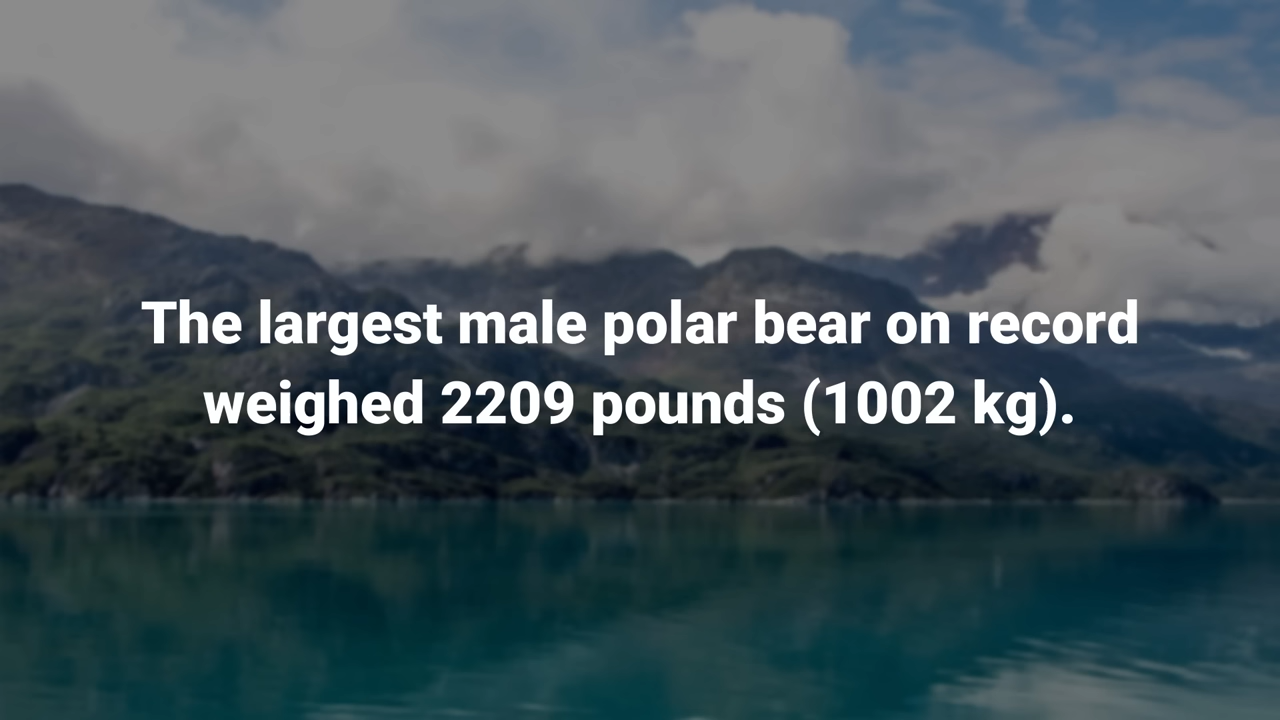 The largest male polar bear on record
weighed 2209 pounds (1002 kg).